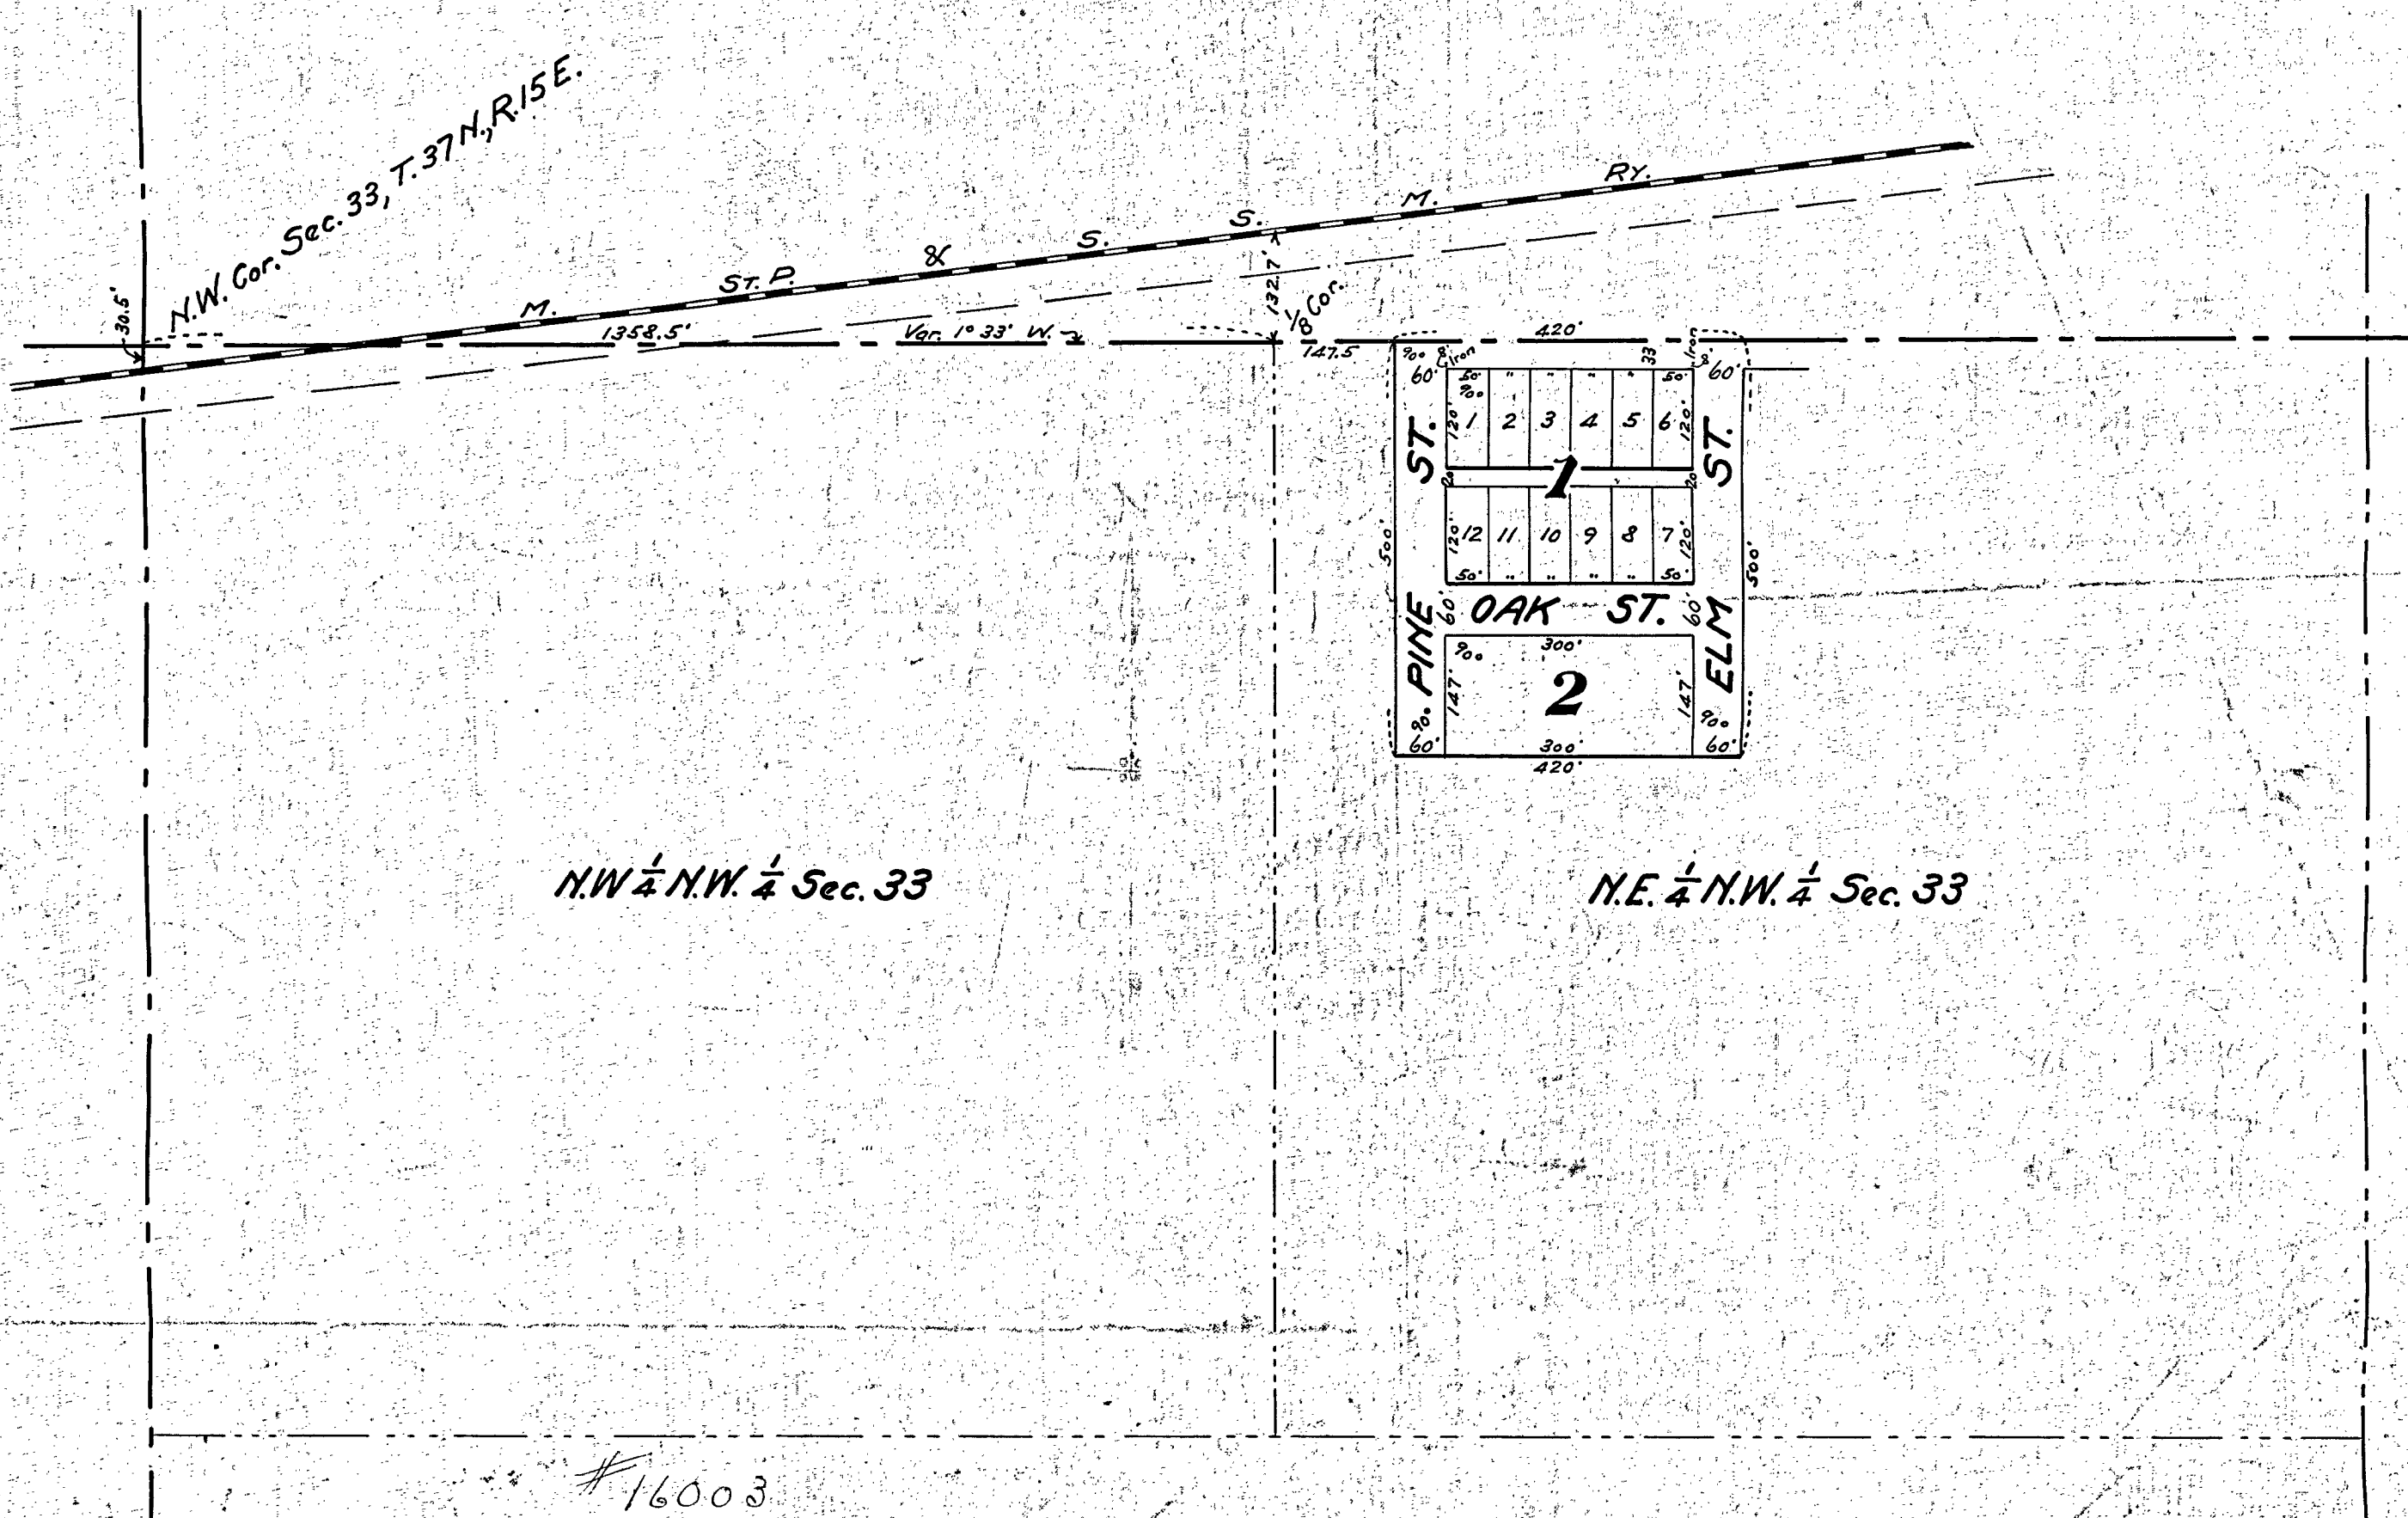 N.W. Cor. Sec. 33, T. 37 N., R. 15 E.
M. ST. P. & S. S. M. RY.
30.5'
132.7'
1/8 Cor.
1358.5'
Var. 1° 33' W.
147.5
420'
90° Iron 33 Iron
60' 50' " " " " 50' 60'
90°
120' 1 2 3 4 5 6 120'
ST. ST.
20 1 20
120' 12 11 10 9 8 7 120'
500' 500'
50' " " " " 50'
60' OAK ST. 60'
PINE ELM
90° 300'
147' 2 147'
90° 90°
60' 300' 60'
420'
N.W 1/4 N.W. 1/4 Sec. 33
N.E. 1/4 N.W. 1/4 Sec. 33
#16003